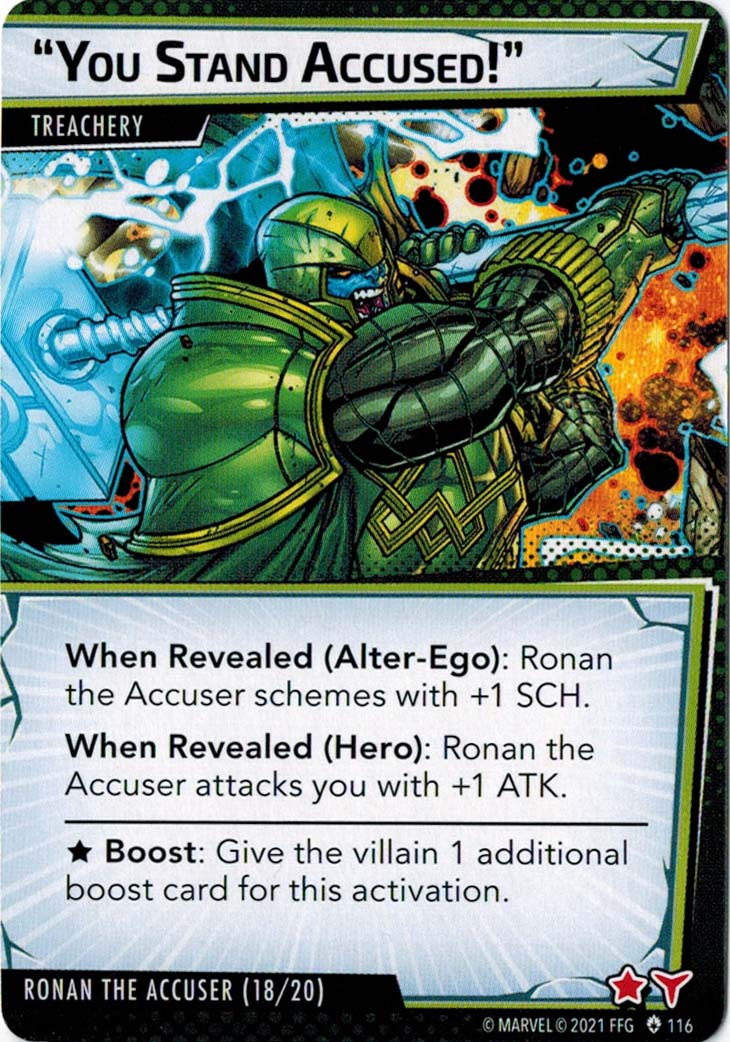 “YOU STAND ACCUSED!”
TREACHERY
When Revealed (Alter-Ego): Ronan
the Accuser schemes with +1 SCH.
When Revealed (Hero): Ronan the
Accuser attacks you with +1 ATK.
★ Boost: Give the villain 1 additional
boost card for this activation.
RONAN THE ACCUSER (18/20)
© MARVEL © 2021 FFG 116